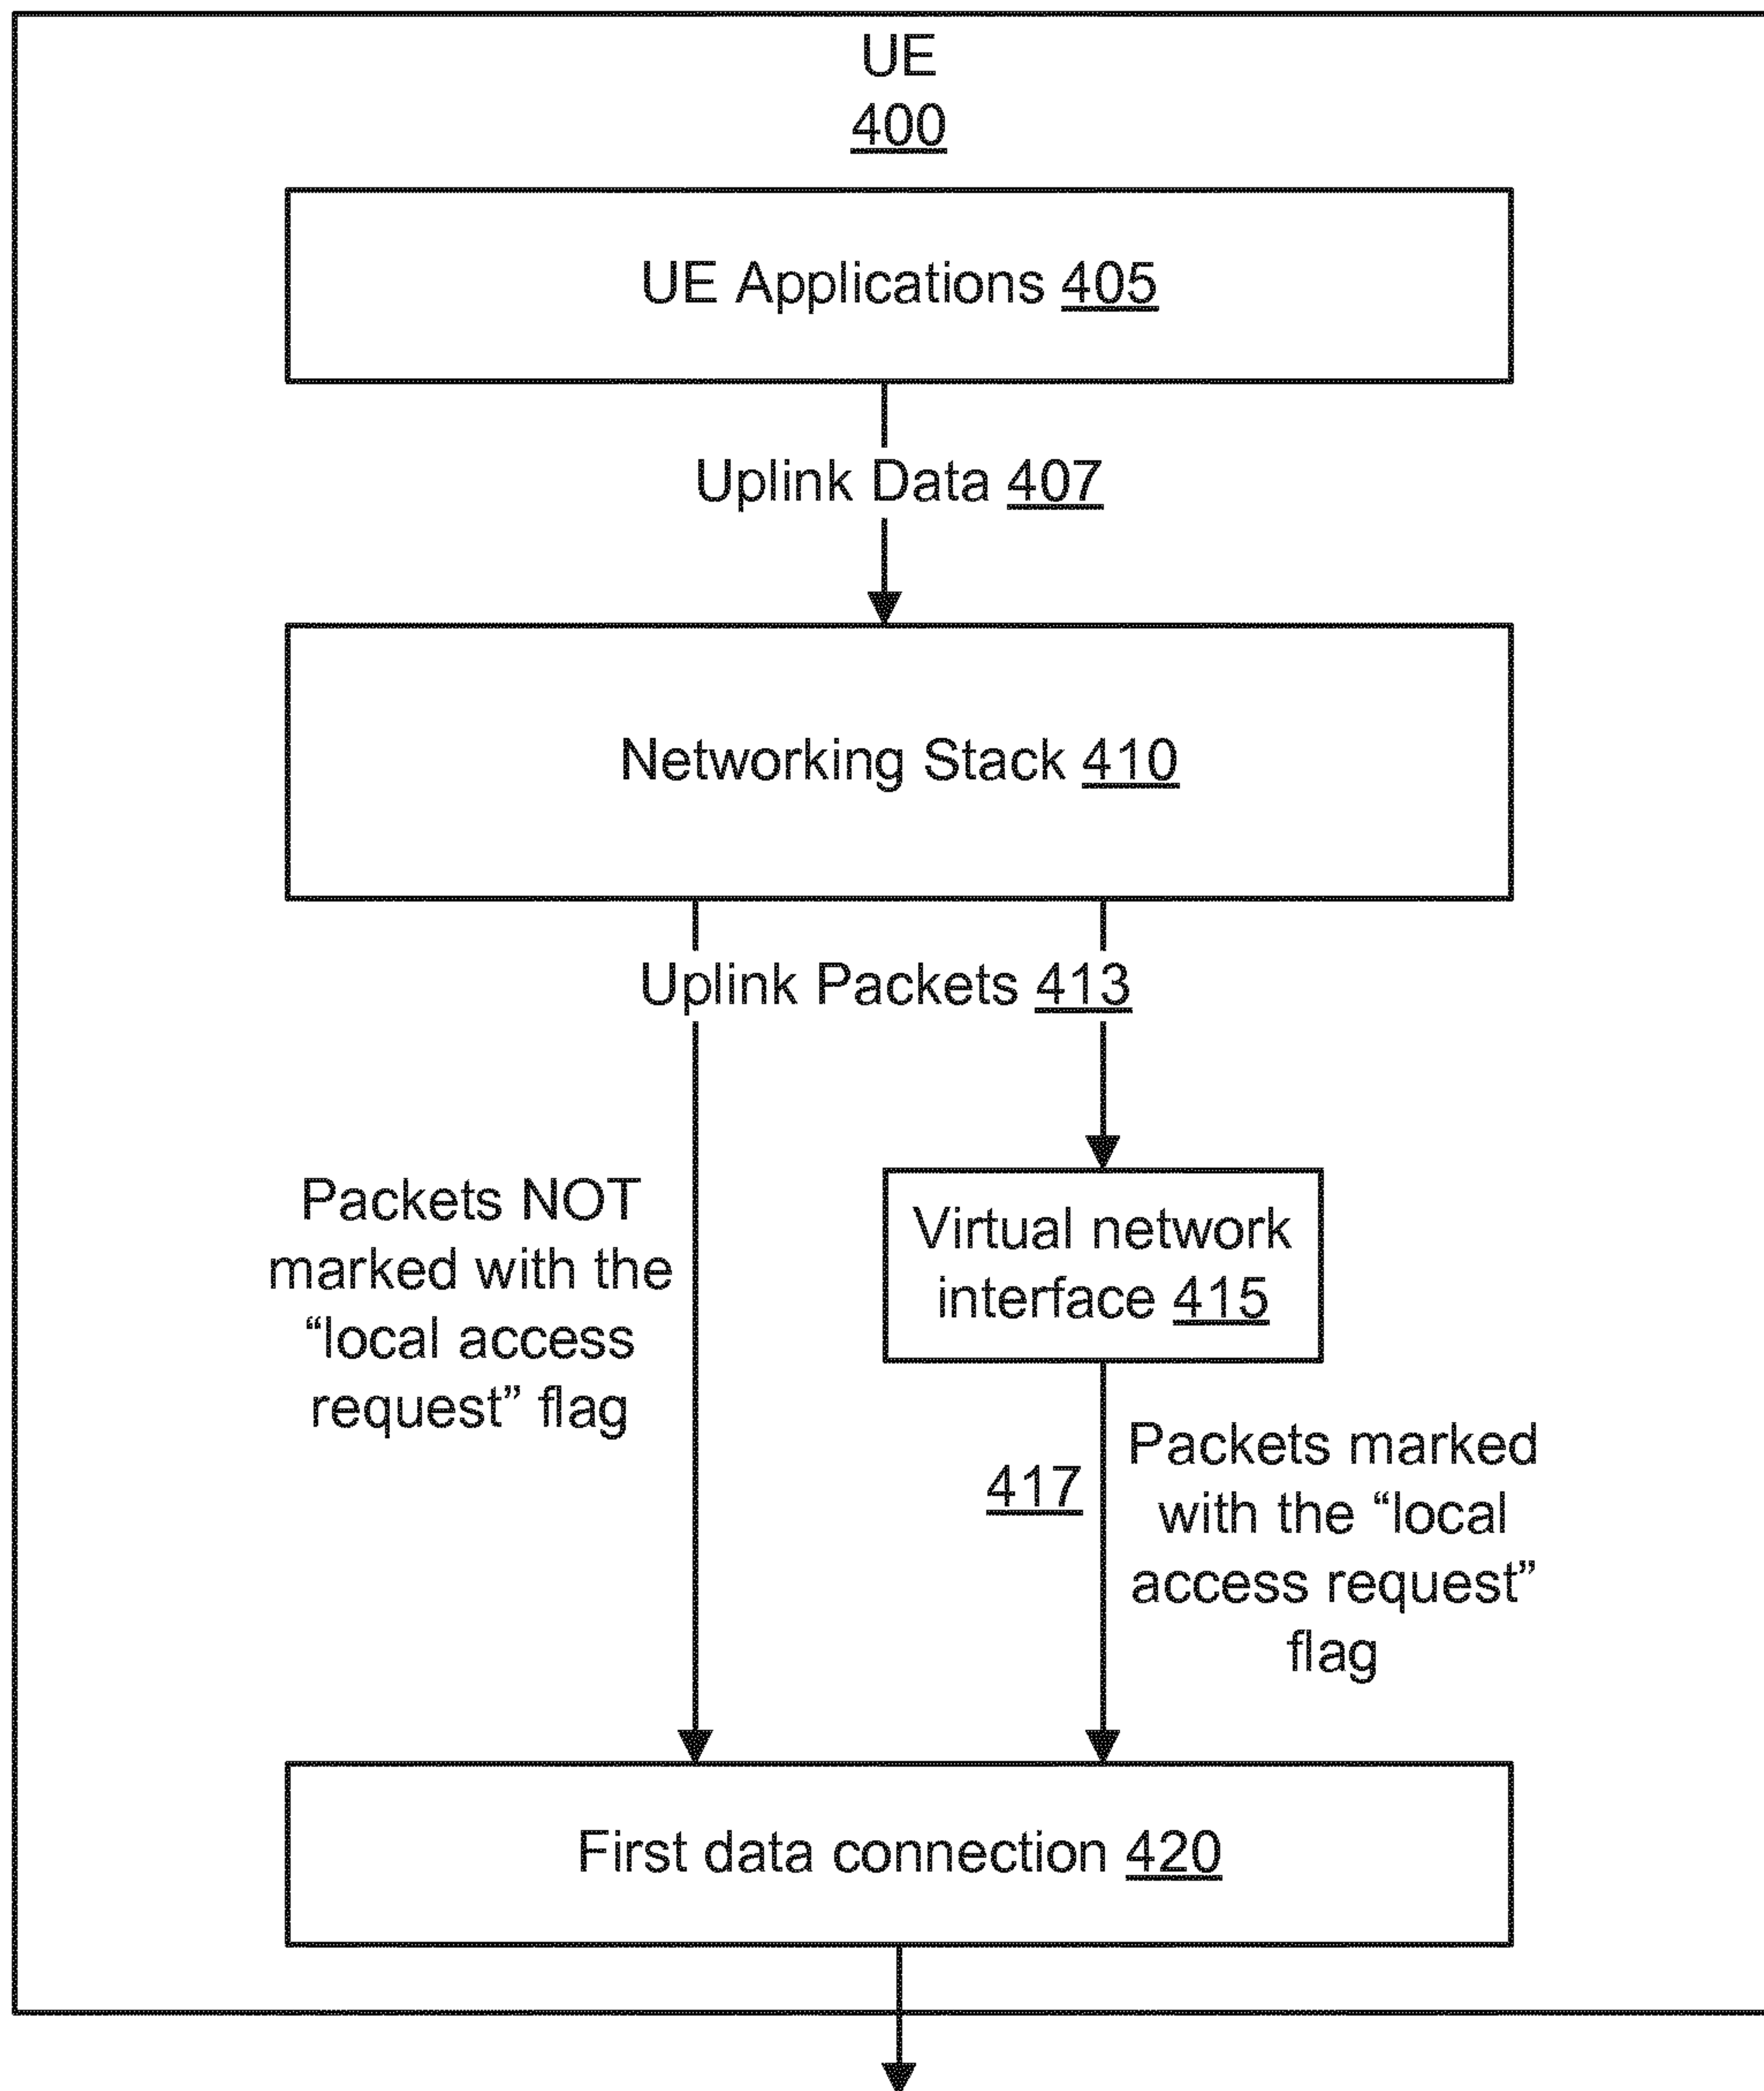 UE
400
UE Applications 405
Uplink Data 407
Networking Stack 410
Uplink Packets 413
Packets NOT
marked with the
“local access
request” flag
Virtual network
interface 415
417
Packets marked
with the “local
access request”
flag
First data connection 420